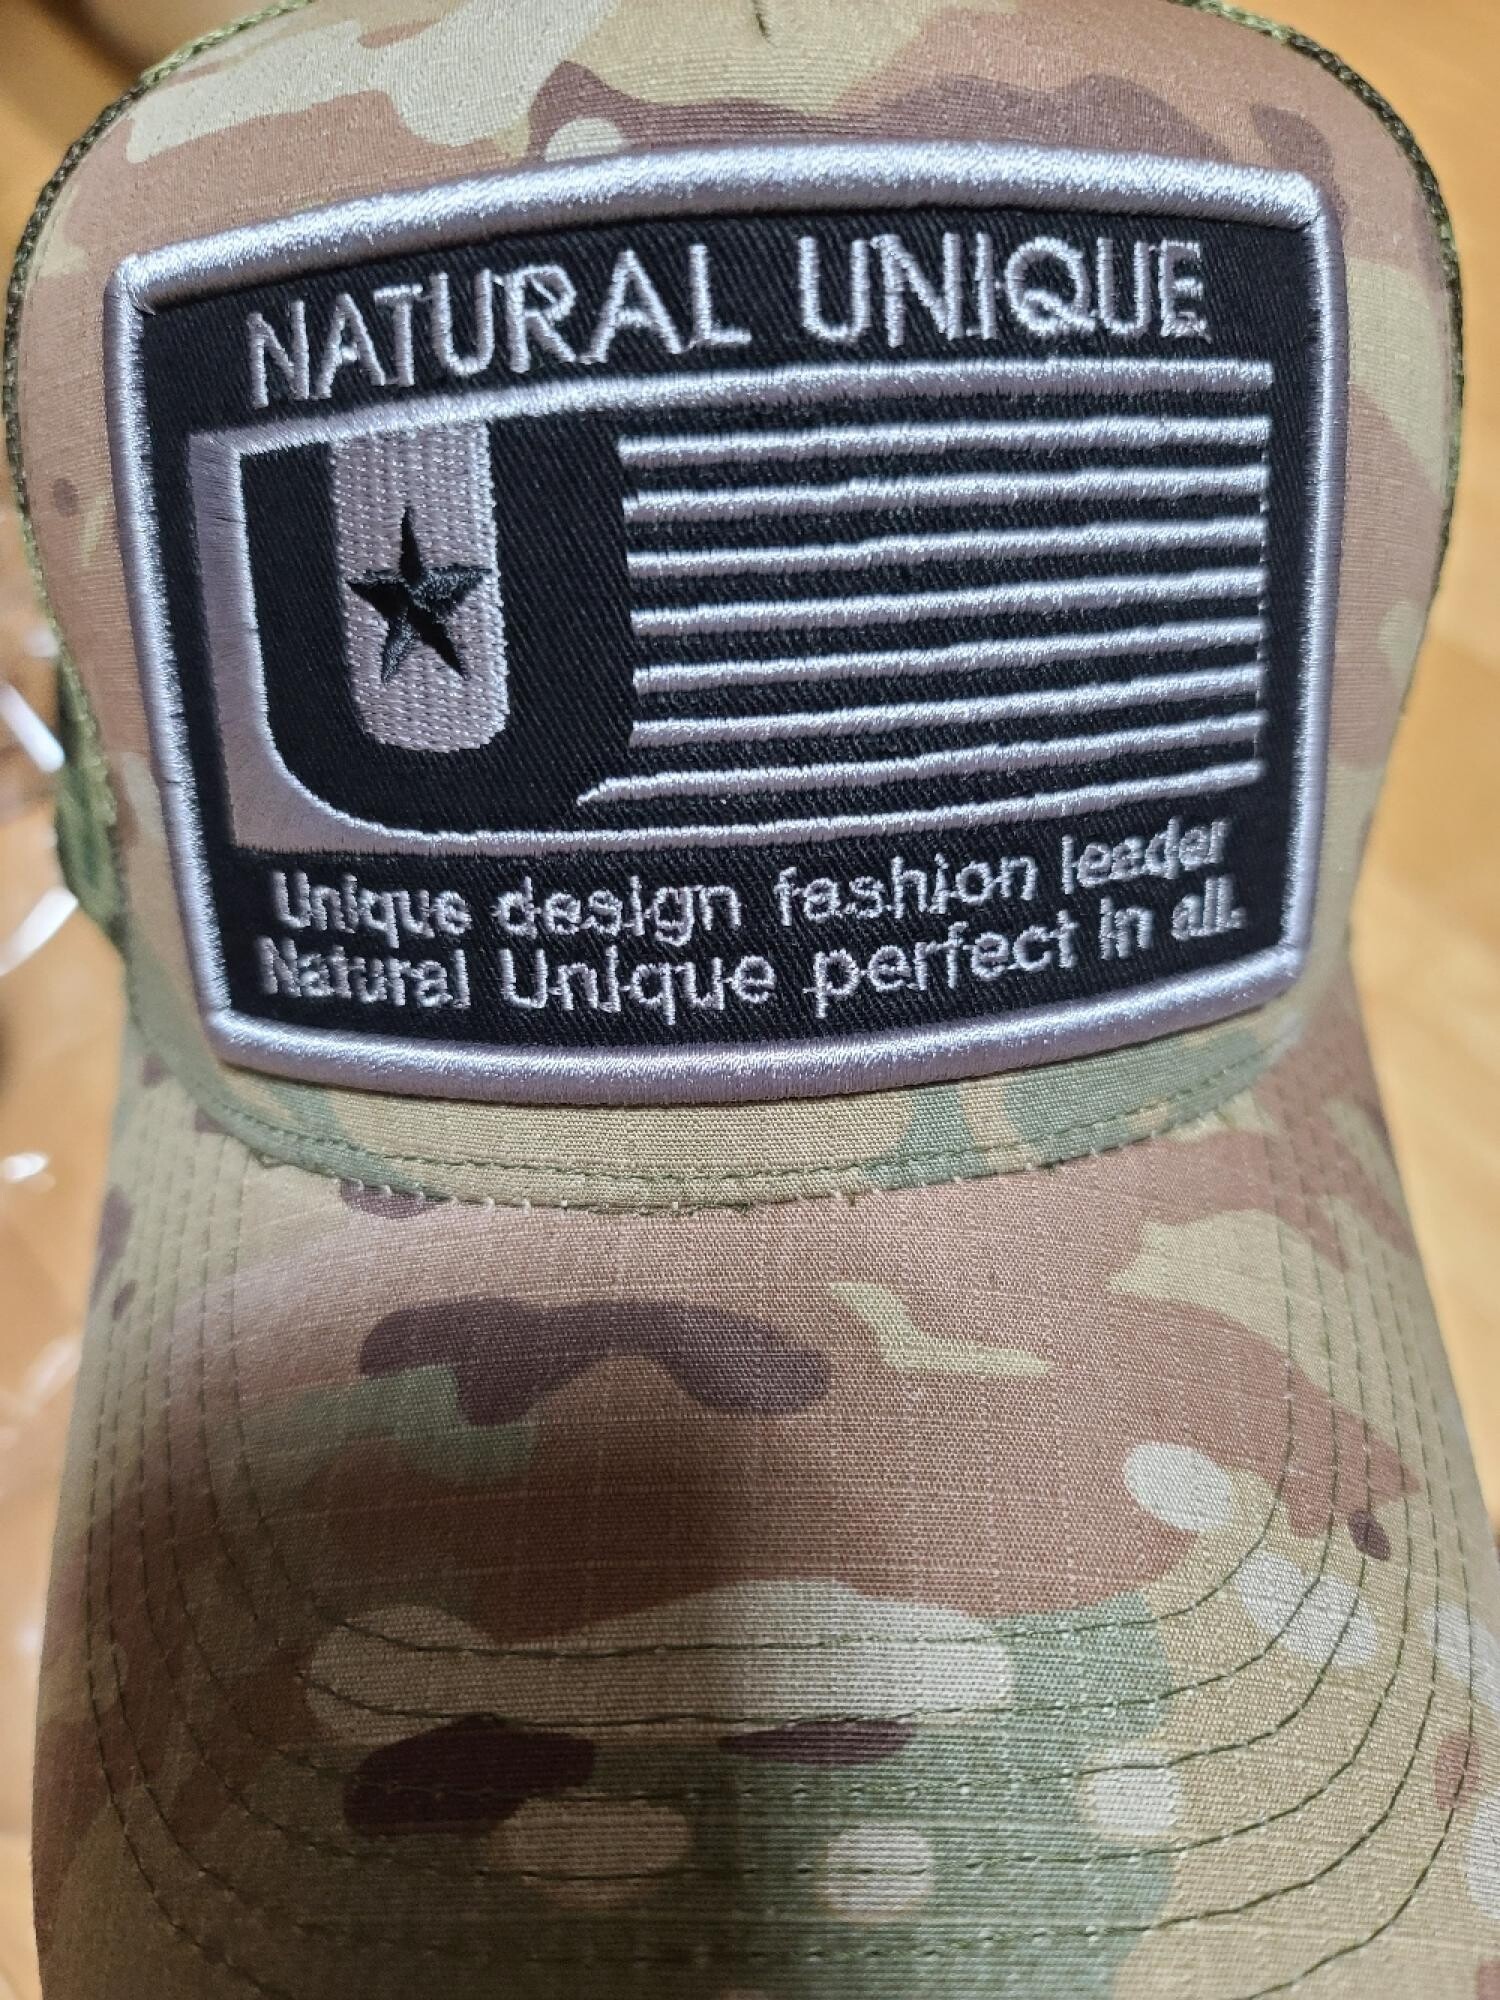 NATURAL UNIQUE
U
Unique design fashion leader
Natural Unique perfect in all.